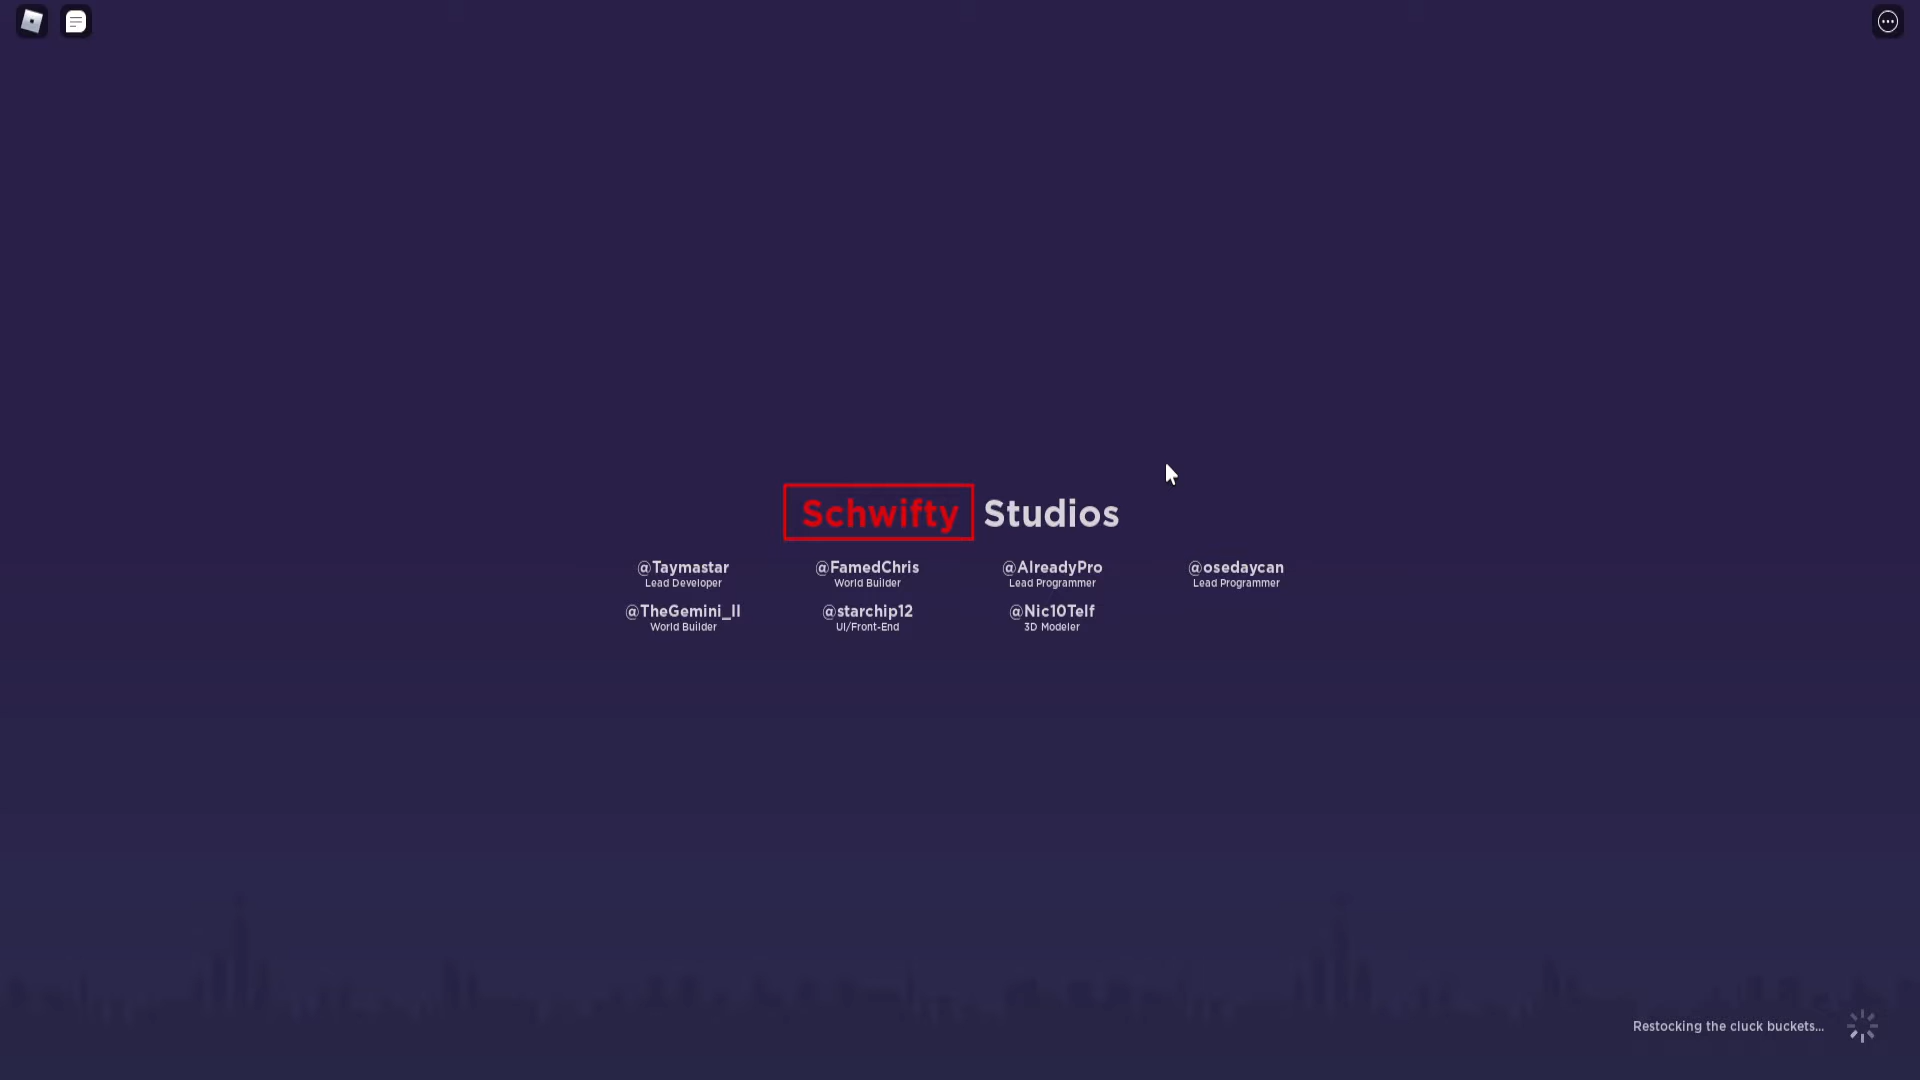 Schwifty Studios
@Taymastar @FamedChris @AlreadyPro @osedaycan
Lead Developer World Builder Lead Programmer Lead Programmer
@TheGemini_II @starchip12 @Nic10Telf
World Builder UI/Front-End 3D Modeler
Restocking the cluck buckets...